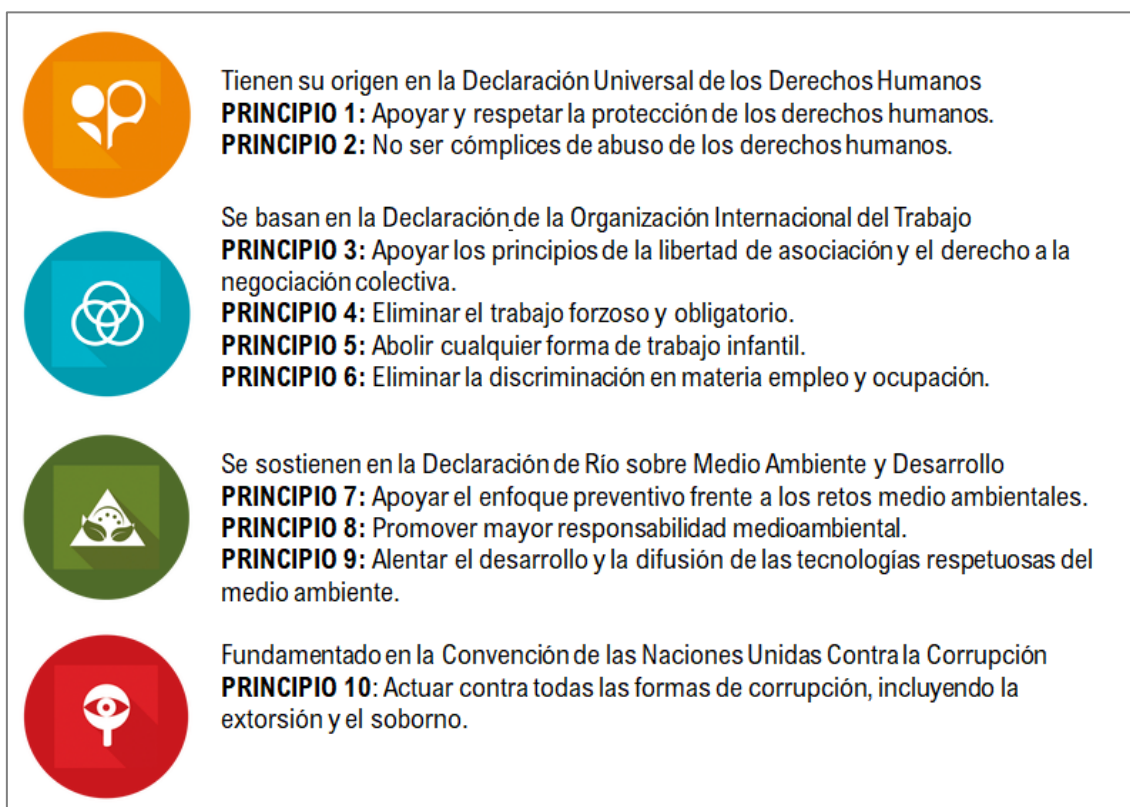 Tienen su origen en la Declaración Universal de los Derechos Humanos
PRINCIPIO 1: Apoyar y respetar la protección de los derechos humanos.
PRINCIPIO 2: No ser cómplices de abuso de los derechos humanos.
Se basan en la Declaración de la Organización Internacional del Trabajo
PRINCIPIO 3: Apoyar los principios de la libertad de asociación y el derecho a la
negociación colectiva.
PRINCIPIO 4: Eliminar el trabajo forzoso y obligatorio.
PRINCIPIO 5: Abolir cualquier forma de trabajo infantil.
PRINCIPIO 6: Eliminar la discriminación en materia empleo y ocupación.
Se sostienen en la Declaración de Río sobre Medio Ambiente y Desarrollo
PRINCIPIO 7: Apoyar el enfoque preventivo frente a los retos medio ambientales.
PRINCIPIO 8: Promover mayor responsabilidad medioambiental.
PRINCIPIO 9: Alentar el desarrollo y la difusión de las tecnologías respetuosas del
medio ambiente.
Fundamentado en la Convención de las Naciones Unidas Contra la Corrupción
PRINCIPIO 10: Actuar contra todas las formas de corrupción, incluyendo la
extorsión y el soborno.